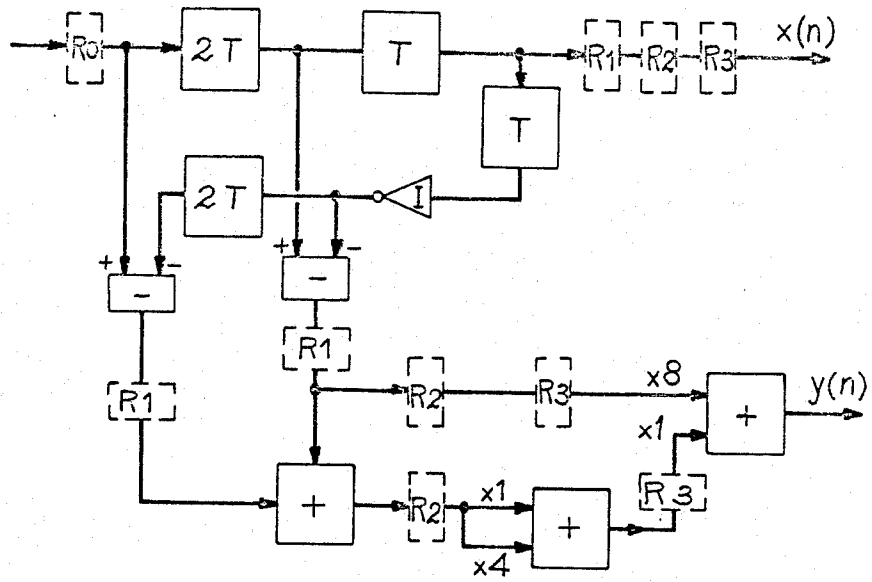 R0
2T
T
R1
R2
R3
x(n)
T
2T
I
+
-
-
+
-
-
R1
R1
R2
R3
x8
+
y(n)
x1
R3
+
R2
x1
+
x4